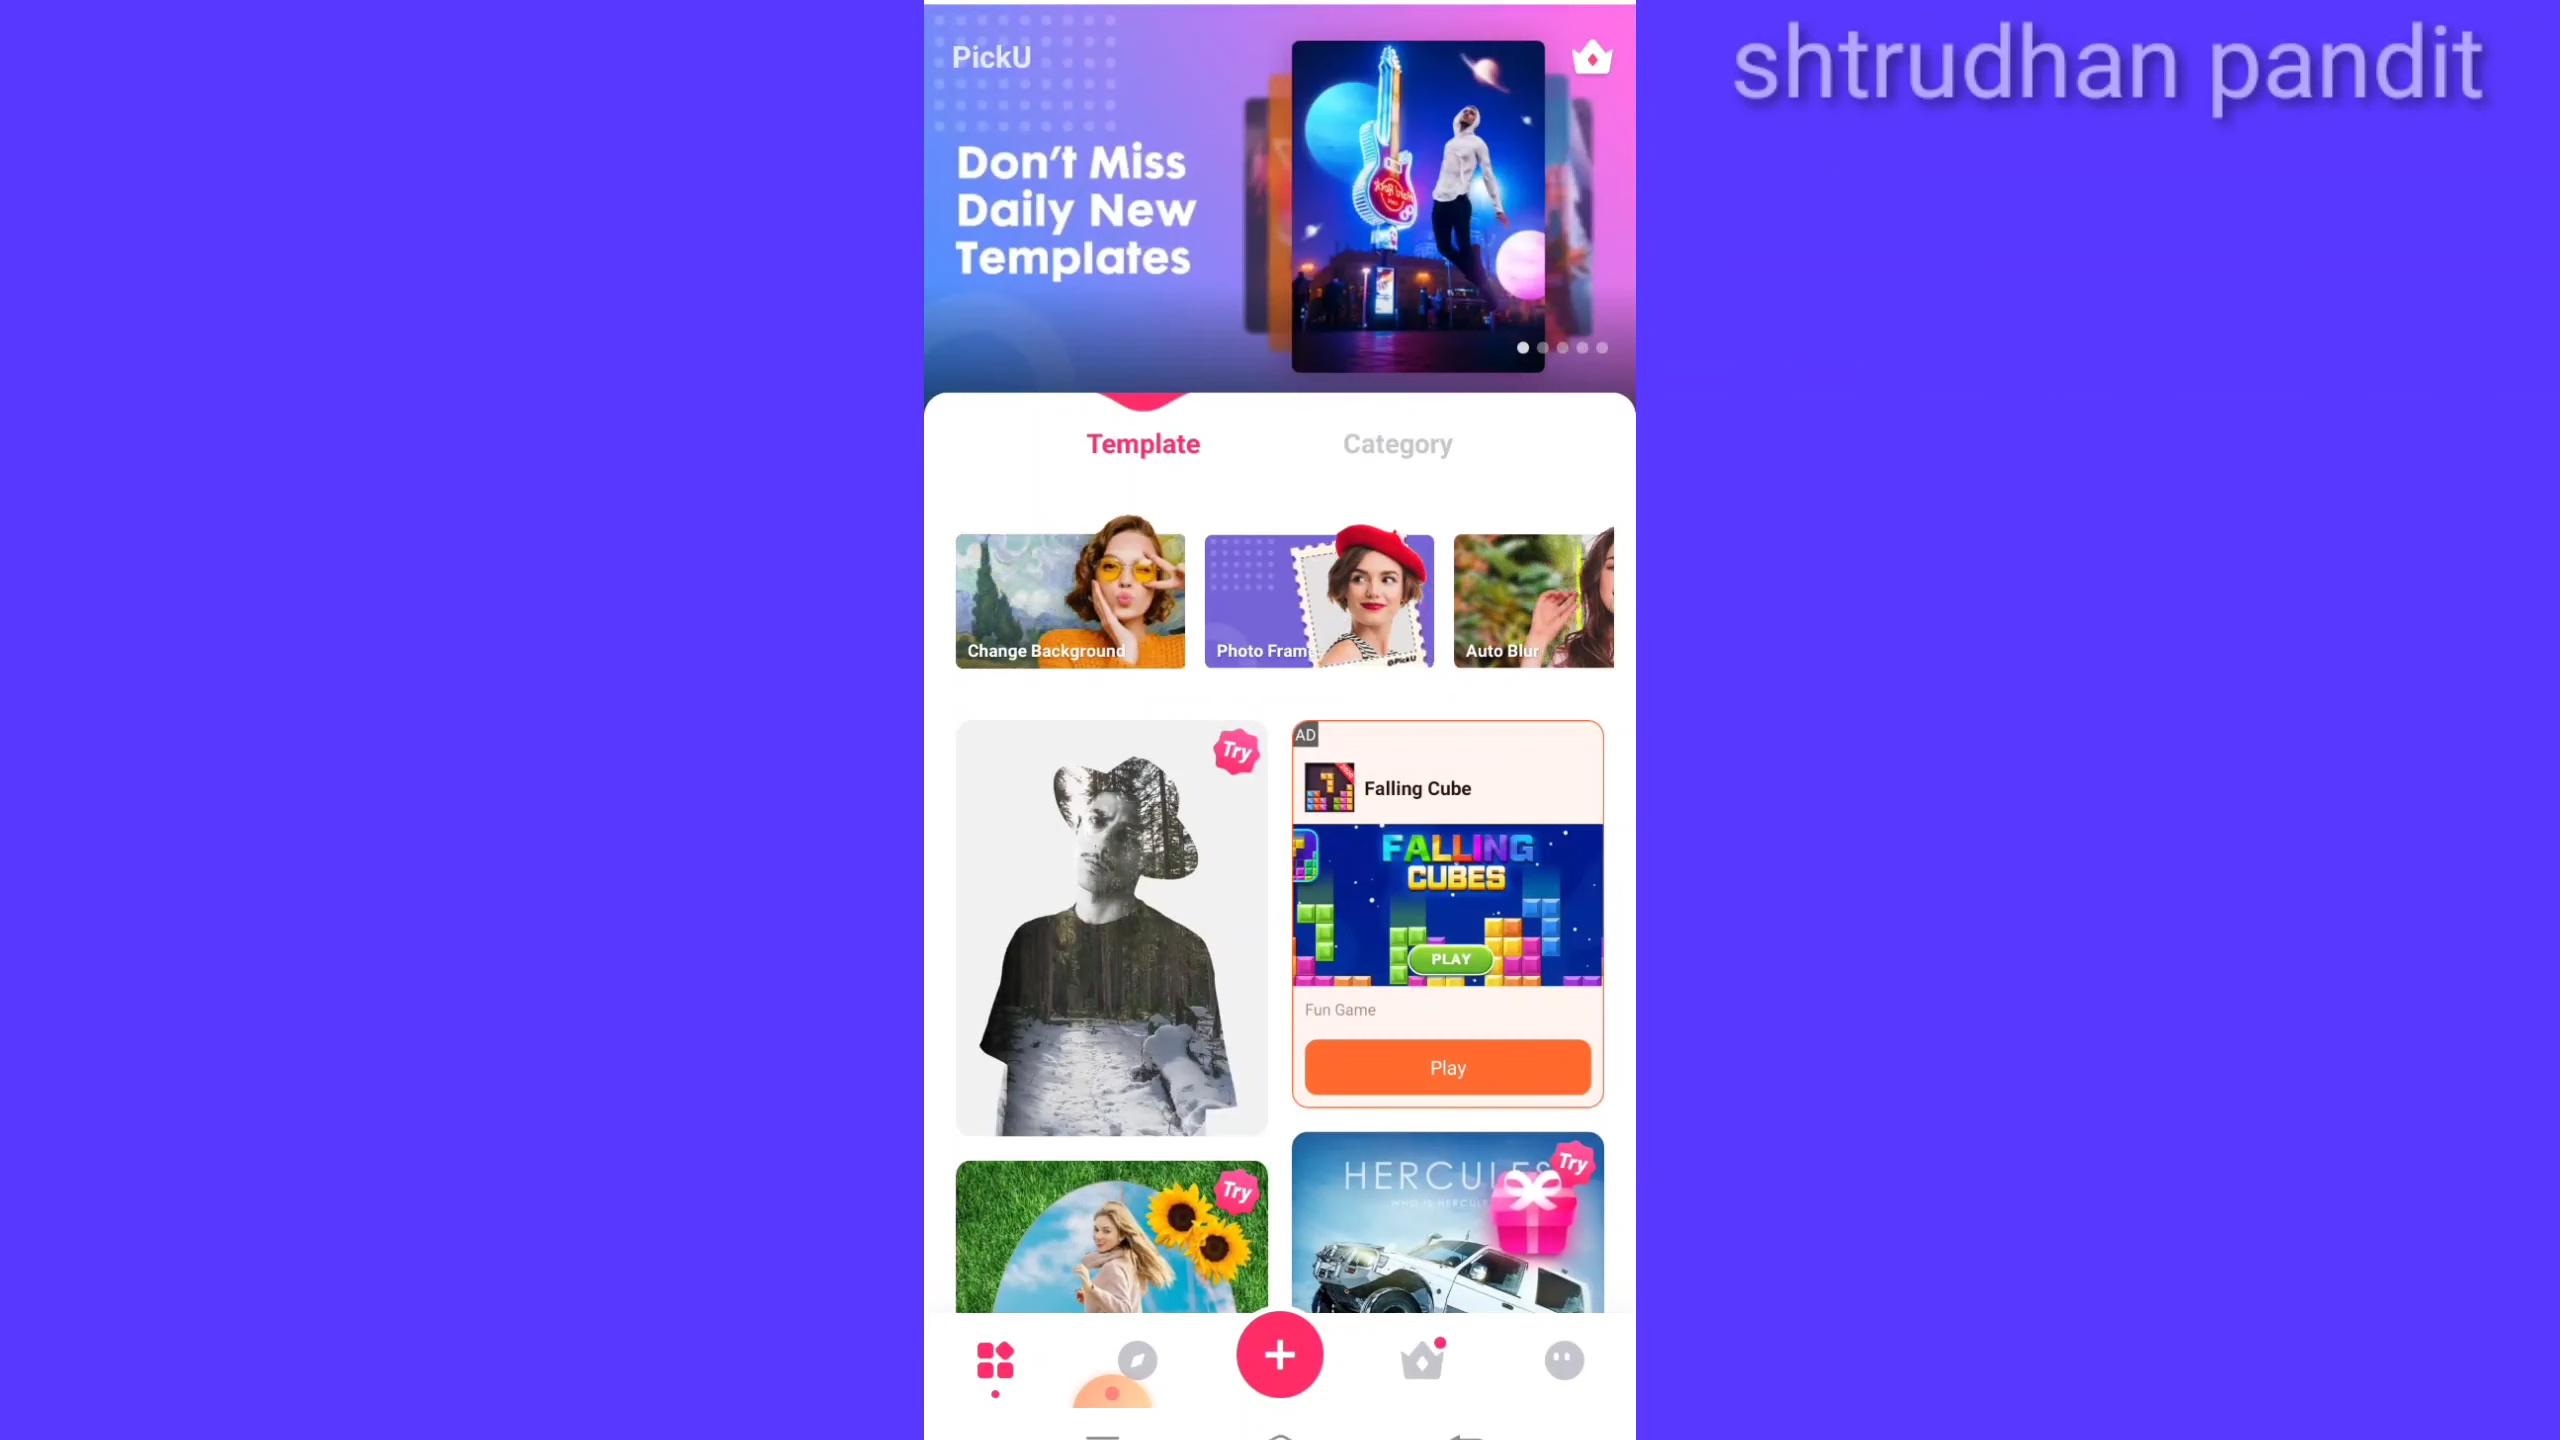 shtrudhan pandit
PickU
Don't Miss
Daily New
Templates
Template
Category
Change Background
Photo Fram
@PickU
Auto Blur
Try
AD
Falling Cube
FALLING
CUBES
PLAY
Fun Game
Play
Try
HERCULES
Try